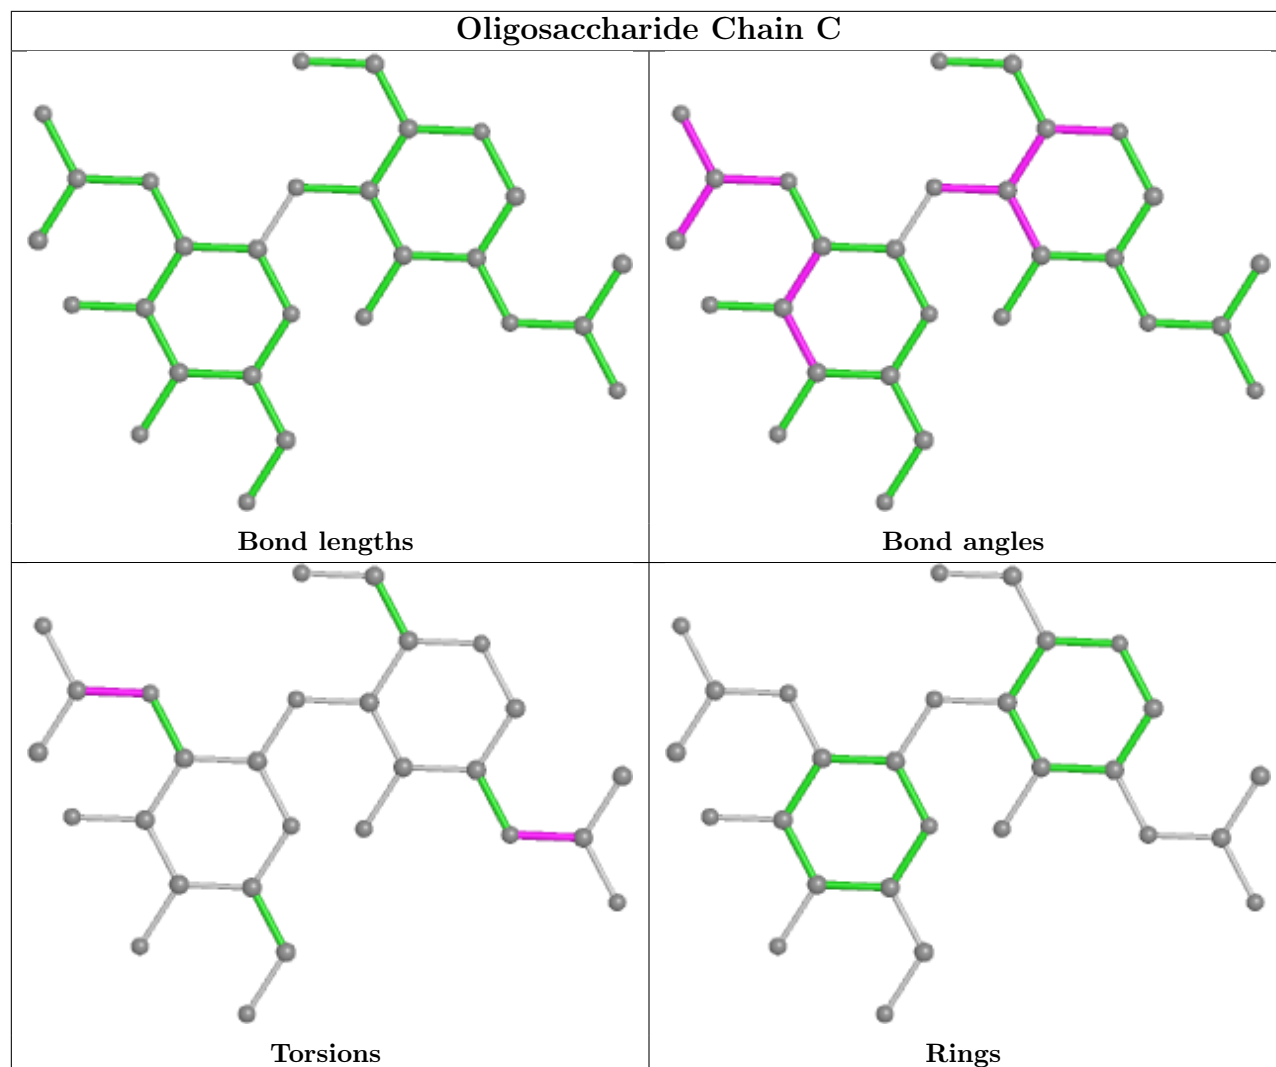 Oligosaccharide Chain C
Bond lengths
Bond angles
Torsions
Rings